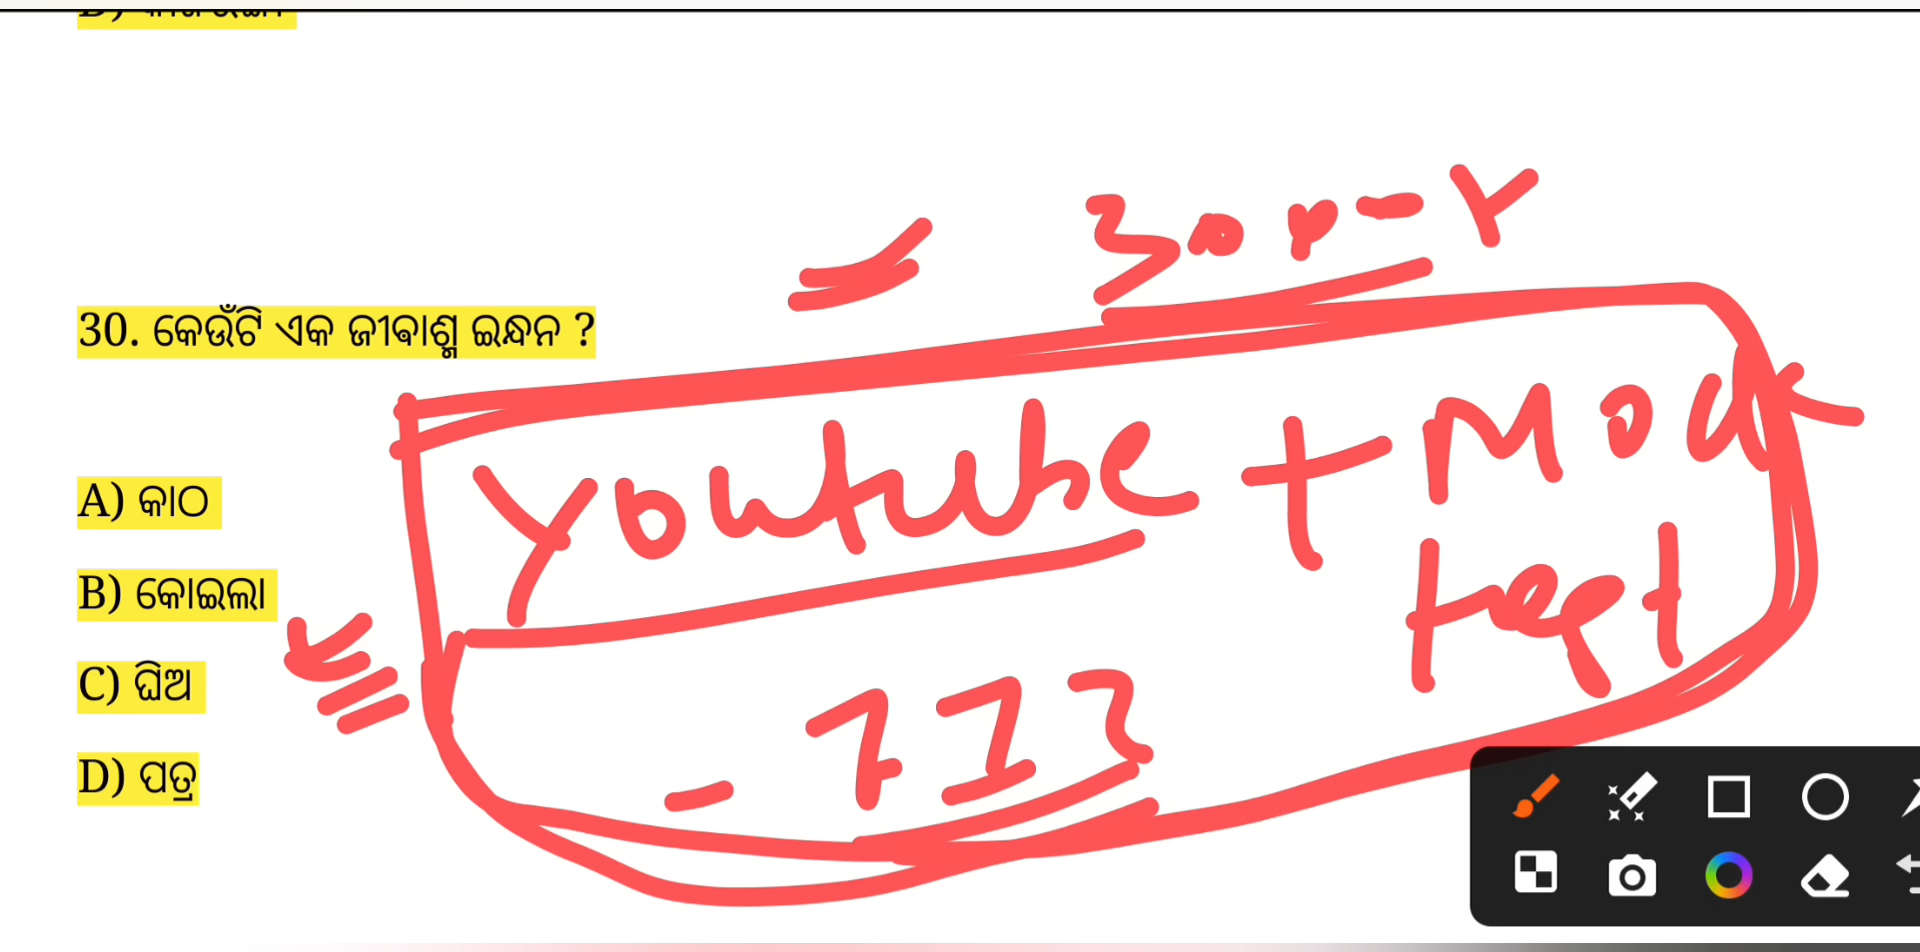 30. କେଉଁଟି ଏକ ଜୀବାଶ୍ମ ଇନ୍ଧନ ?
Youtube + Mock
test
A) କାଠ
B) କୋଇଲା
C) ଘିଅ
D) ପତ୍ର